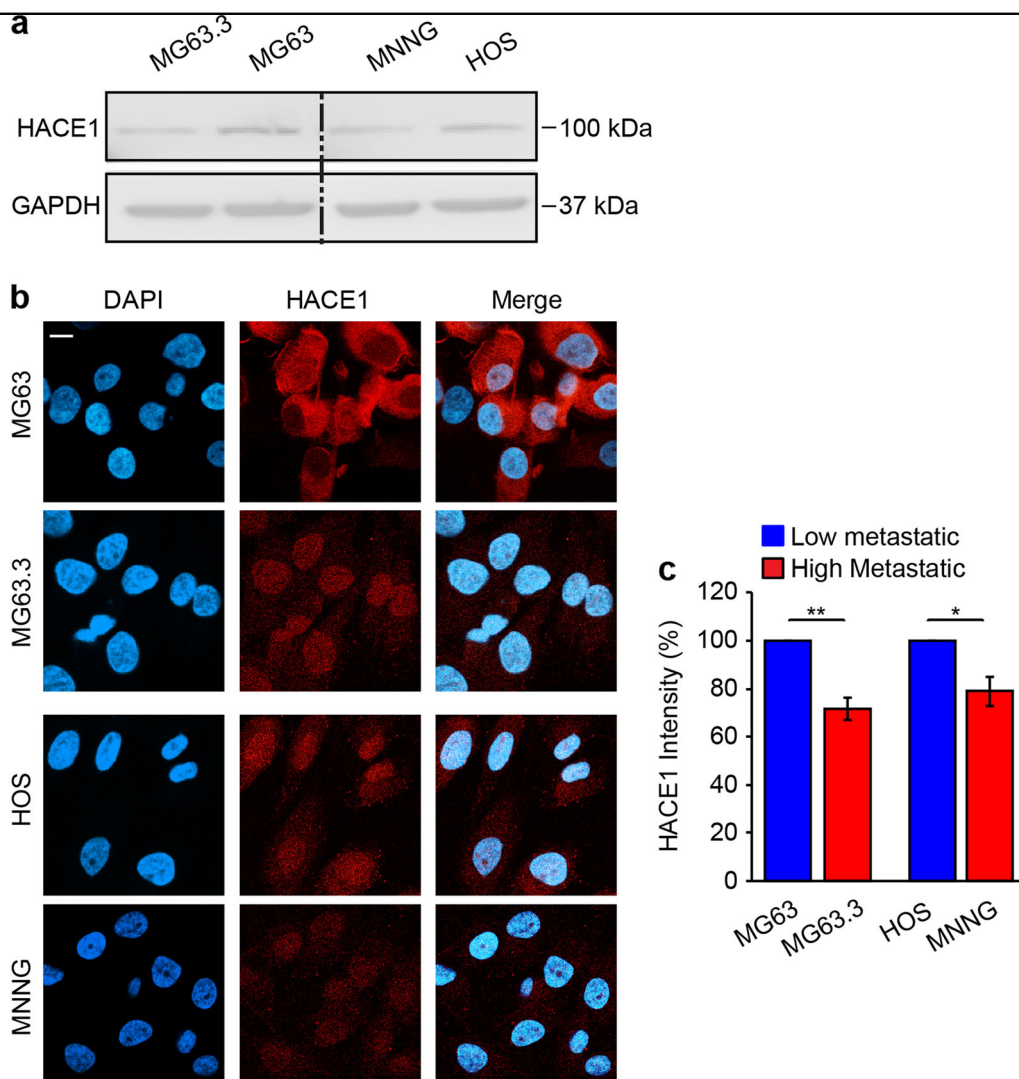 a
MG63.3 MG63 MNNG HOS
HACE1 –100 kDa
GAPDH –37 kDa
b
DAPI HACE1 Merge
MG63
MG63.3
HOS
MNNG
Low metastatic
High Metastatic
c
HACE1 Intensity (%)
120
100
80
60
40
20
0
** *
MG63 MG63.3 HOS MNNG